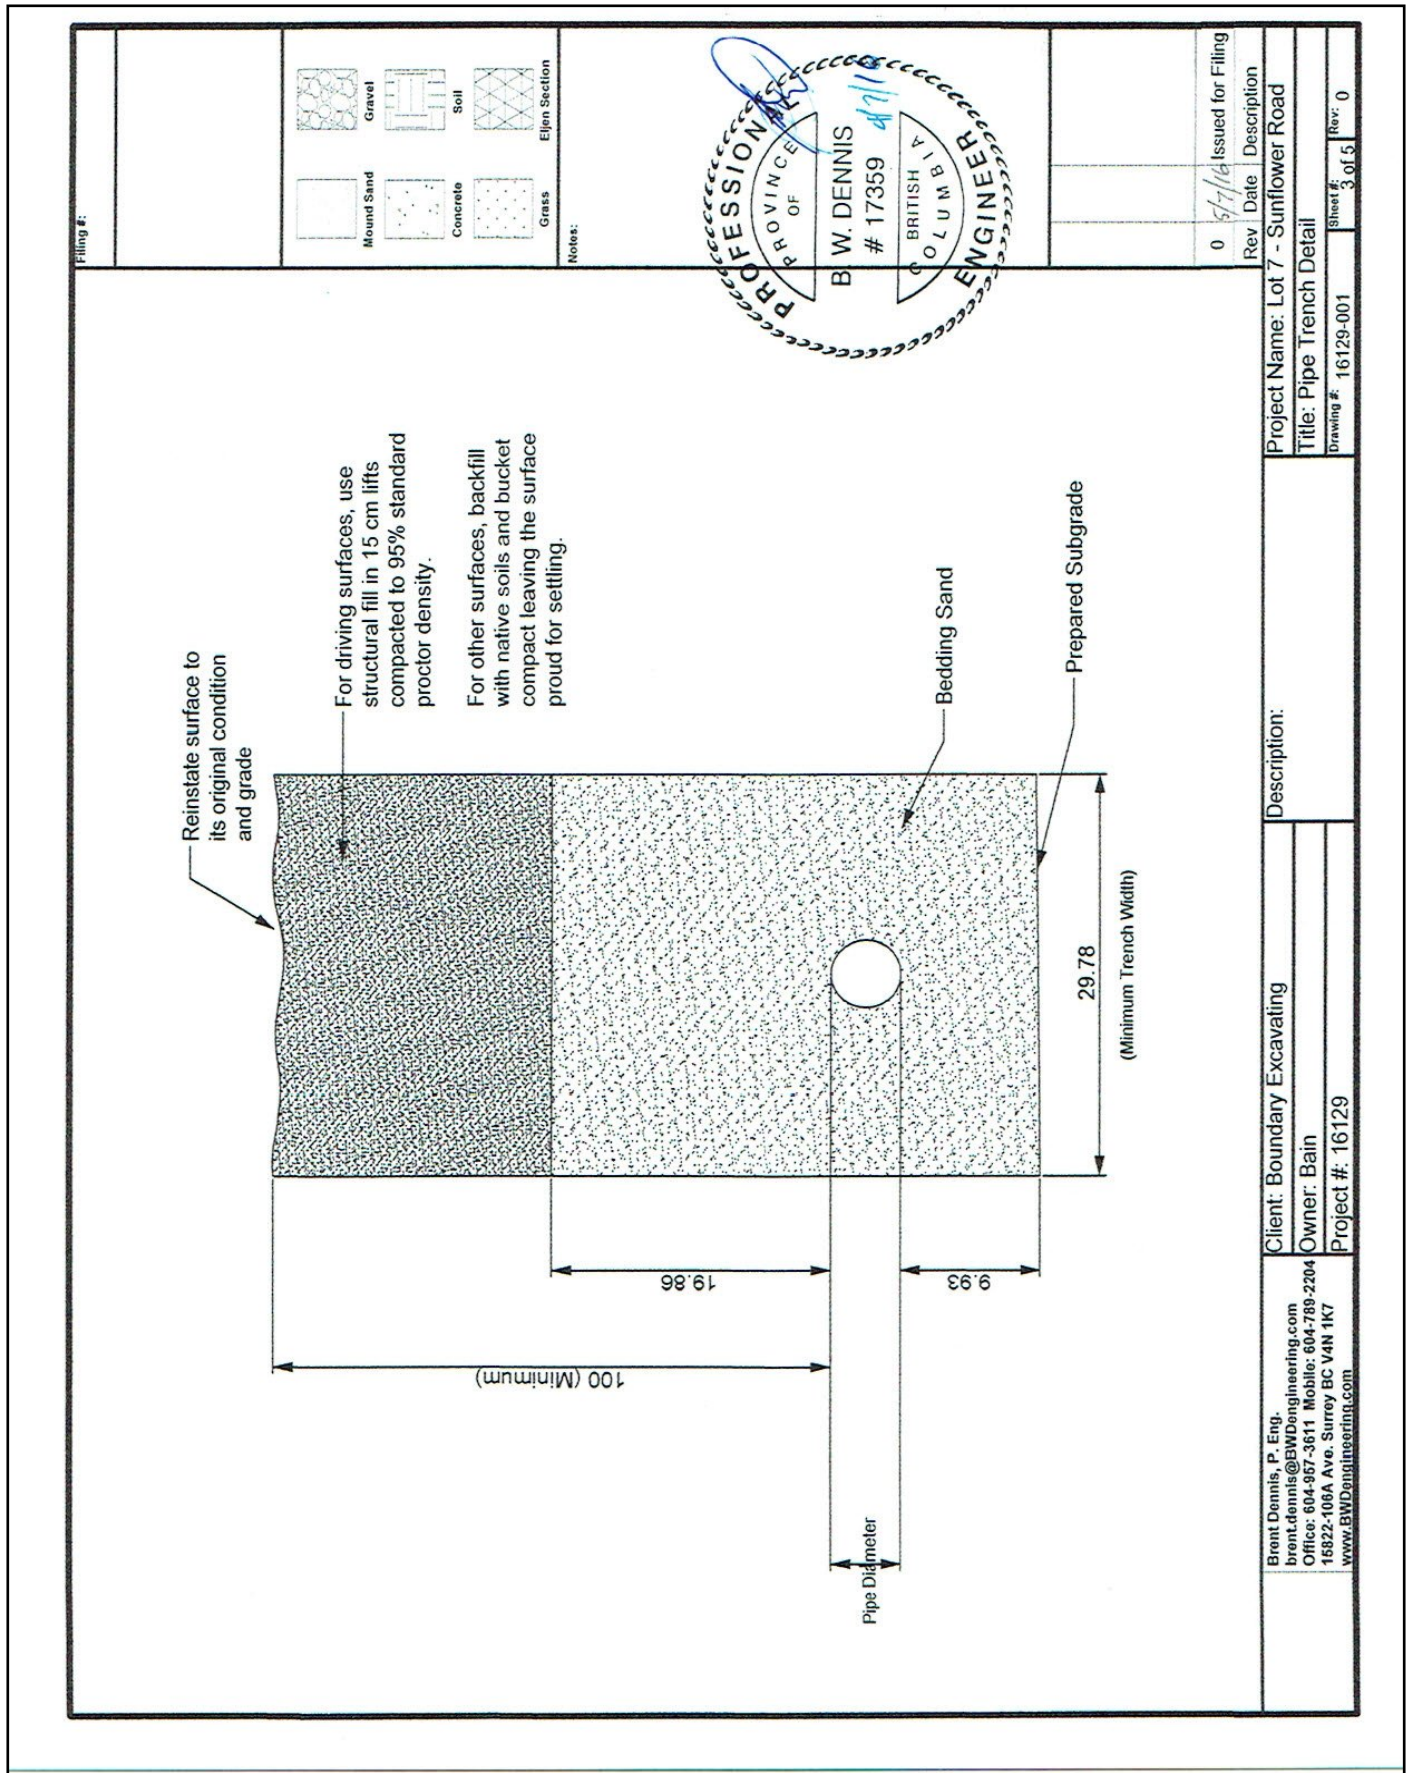 Filing #:
Mound Sand
Gravel
Concrete
Soil
Grass
Eljen Section
Notes:
PROFESSIONAL
PROVINCE
OF
B. W. DENNIS
# 17359
BRITISH
COLUMBIA
ENGINEER
0 5/7/16 Issued for Filing
Rev Date Description
Reinstate surface to
its original condition
and grade
For driving surfaces, use
structural fill in 15 cm lifts
compacted to 95% standard
proctor density.
For other surfaces, backfill
with native soils and bucket
compact leaving the surface
proud for settling.
Bedding Sand
Prepared Subgrade
100 (Minimum)
19.86
9.93
Pipe Diameter
29.78
(Minimum Trench Width)
Brent Dennis, P. Eng.
brent.dennis@BWDengineering.com
Office: 604-957-3611 Mobile: 604-789-2204
15822-106A Ave. Surrey BC V4N 1K7
www.BWDengineering.com
Client: Boundary Excavating
Owner: Bain
Project #: 16129
Description:
Project Name: Lot 7 - Sunflower Road
Title: Pipe Trench Detail
Drawing #: 16129-001
Sheet #: 3 of 5
Rev: 0